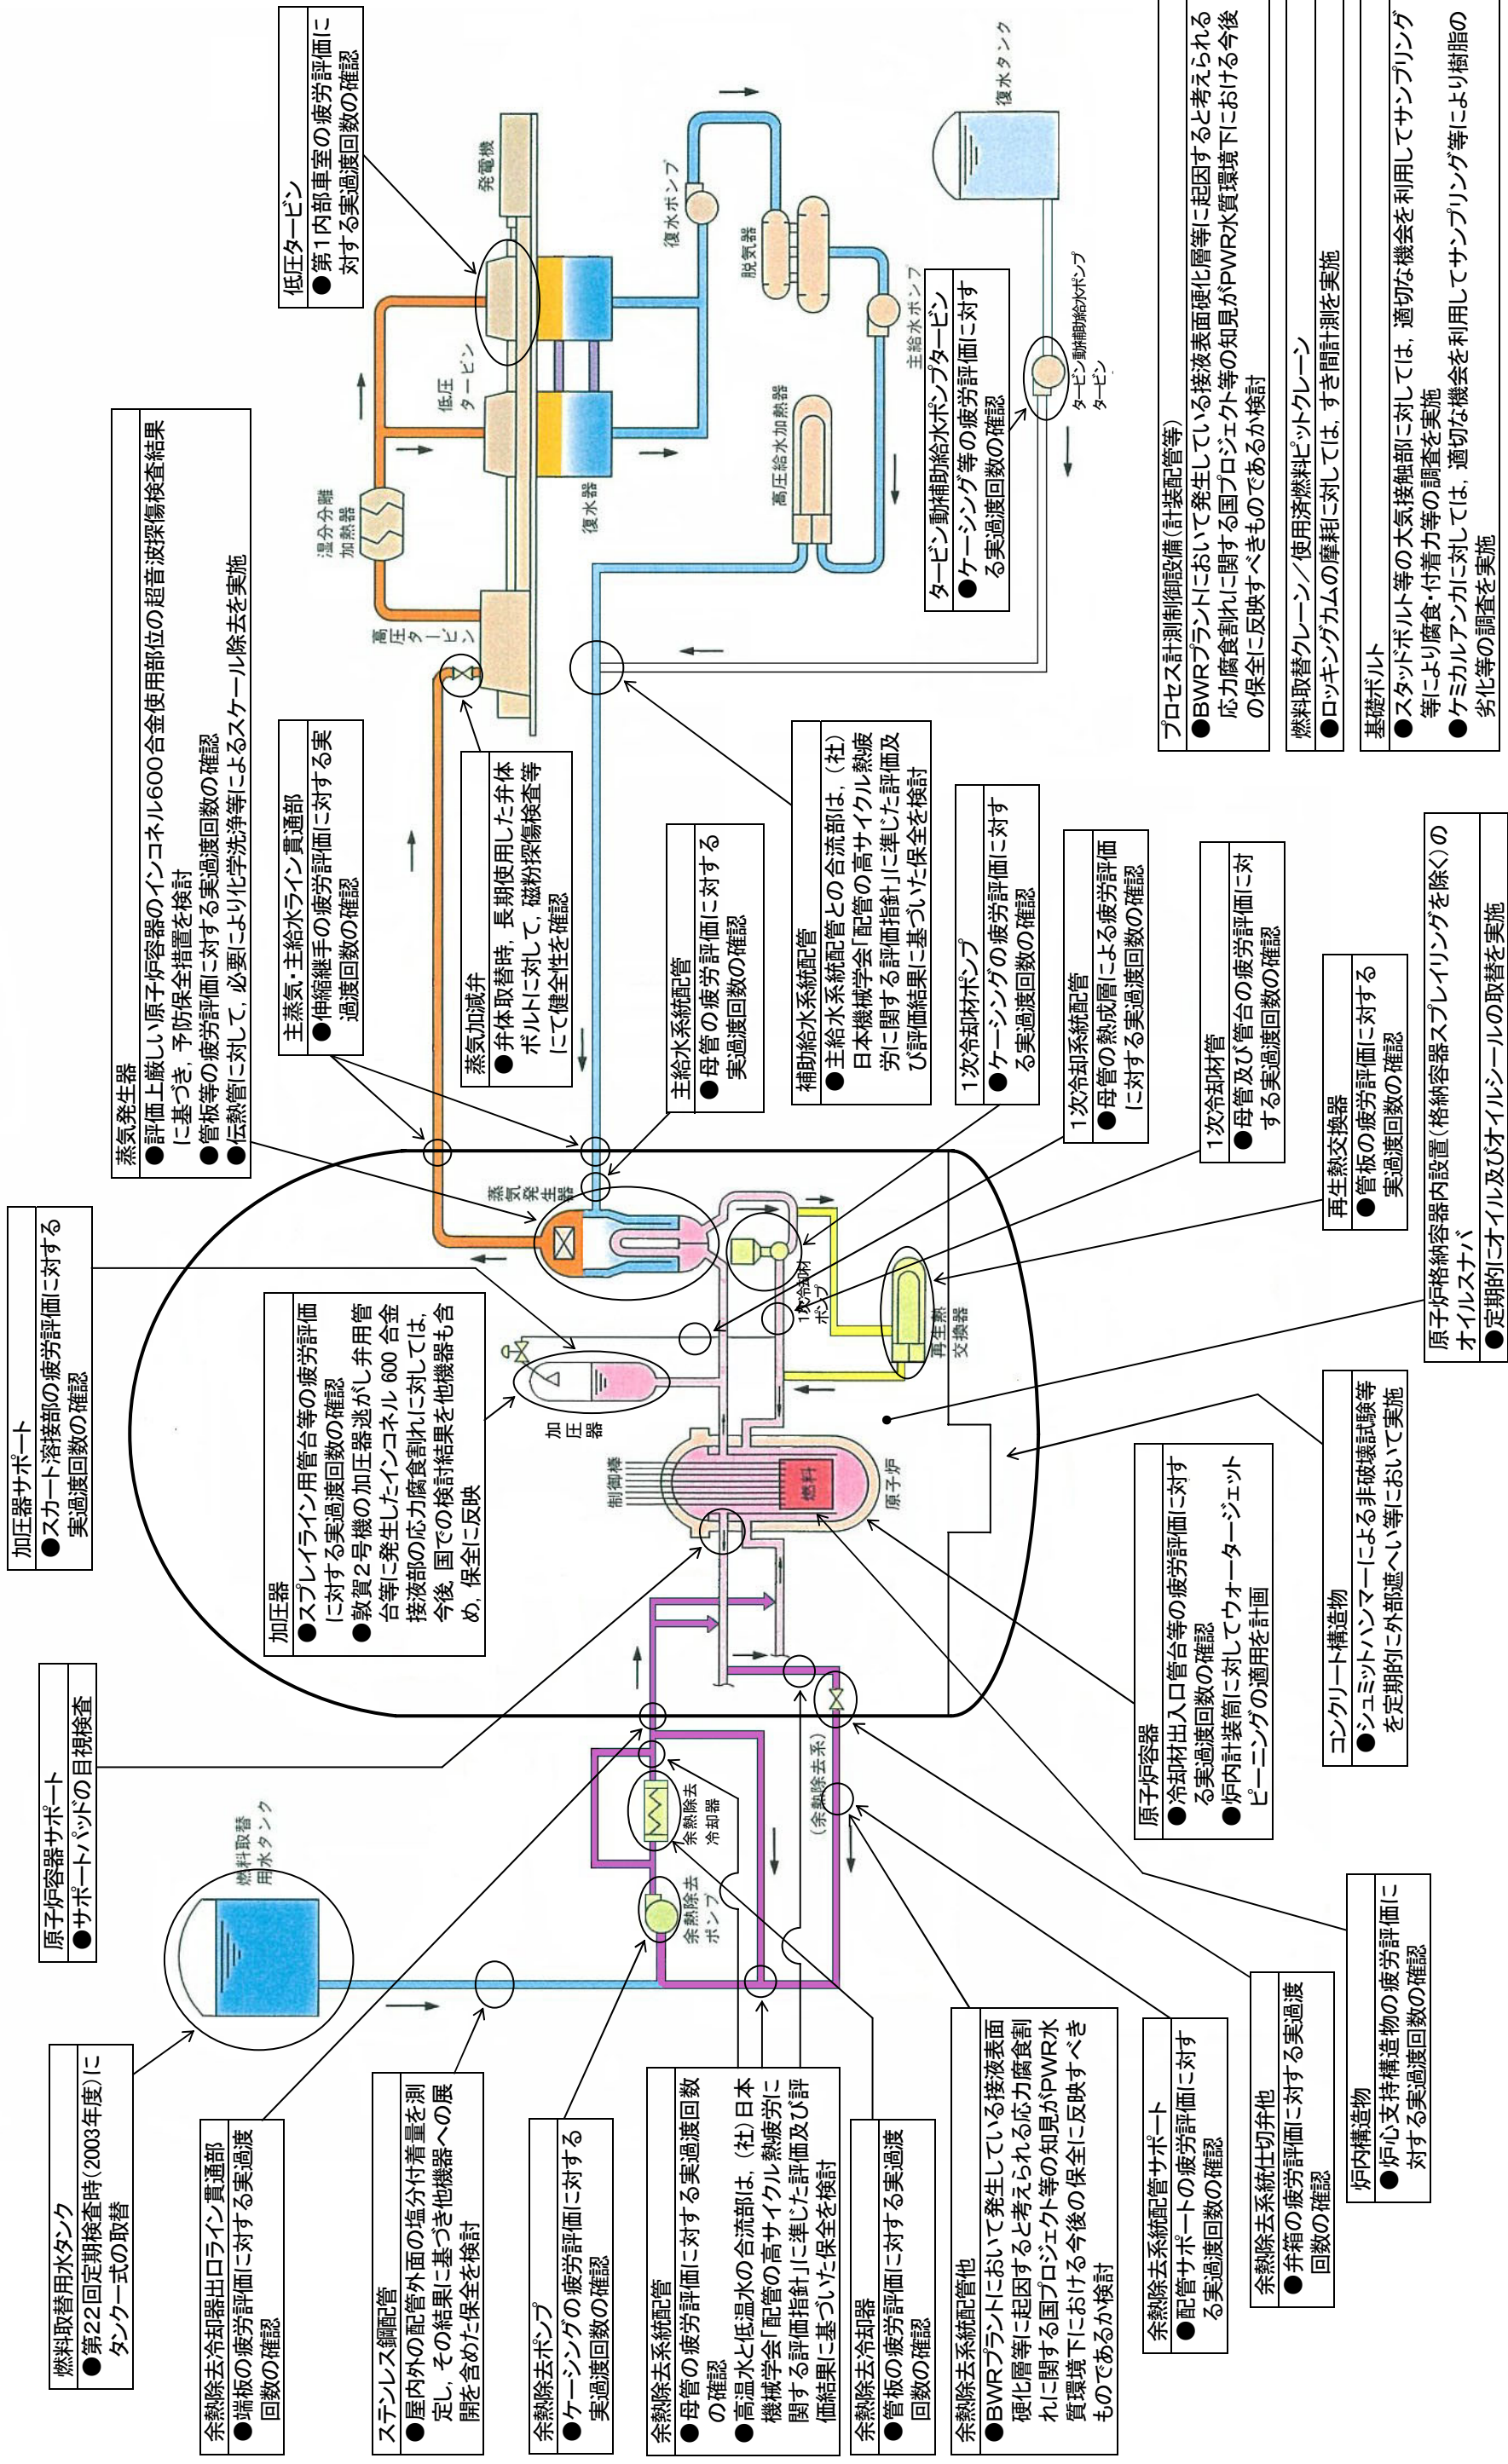 燃料取替用水タンク
●第22回定期検査時(2003年度)に
タンク一式の取替
原子炉容器サポート
●サポートパッドの目視検査
加圧器サポート
●スカート溶接部の疲労評価に対する
実過渡回数の確認
蒸気発生器
●評価上厳しい原子炉容器のインコネル600合金使用部位の超音波探傷検査結果
に基づき，予防保全措置を検討
●管板等の疲労評価に対する実過渡回数の確認
●伝熱管に対して，必要により化学洗浄等によるスケール除去を実施
低圧タービン
●第1内部車室の疲労評価に
対する実過渡回数の確認
余熱除去冷却器出口ライン貫通部
●端板の疲労評価に対する実過渡
回数の確認
加圧器
●スプレイライン用管台等の疲労評価
に対する実過渡回数の確認
●敦賀2号機の加圧器逃がし弁用管
台等に発生したインコネル600合金
接液部の応力腐食割れに対しては，
今後，国での検討結果を他機器も含
め，保全に反映
主蒸気・主給水ライン貫通部
●伸縮継手の疲労評価に対する実
過渡回数の確認
ステンレス鋼配管
●屋内外の配管外面の塩分付着量を測
定し，その結果に基づき他機器への展
開を含めた保全を検討
蒸気加減弁
●弁体取替時，長期使用した弁体
ボルトに対して，磁粉探傷検査等
にて健全性を確認
余熱除去ポンプ
●ケーシングの疲労評価に対する
実過渡回数の確認
主給水系統配管
●母管の疲労評価に対する
実過渡回数の確認
余熱除去系統配管
●母管の疲労評価に対する実過渡回数
の確認
●高温水と低温水の合流部は，(社)日本
機械学会「配管の高サイクル熱疲労に
関する評価指針」に準じた評価及び評
価結果に基づいた保全を検討
補助給水系統配管
●主給水系統配管との合流部は，(社)
日本機械学会「配管の高サイクル熱疲
労に関する評価指針」に準じた評価及
び評価結果に基づいた保全を検討
余熱除去冷却器
●管板の疲労評価に対する実過渡
回数の確認
1次冷却材ポンプ
●ケーシングの疲労評価に対す
る実過渡回数の確認
タービン動補助給水ポンプタービン
●ケーシング等の疲労評価に対す
る実過渡回数の確認
余熱除去系統配管他
●BWRプラントにおいて発生している接液表面
硬化層等に起因すると考えられる応力腐食割
れに関する国プロジェクト等の知見がPWR水
質環境下における今後の保全に反映すべき
ものであるか検討
1次冷却系統配管
●母管の熱成層による疲労評価
に対する実過渡回数の確認
余熱除去系統配管サポート
●配管サポートの疲労評価に対す
る実過渡回数の確認
原子炉容器
●冷却材出入口管台等の疲労評価に対す
る実過渡回数の確認
●炉内計装筒に対してウォータージェット
ピーニングの適用を計画
1次冷却材管
●母管及び管台の疲労評価に対
する実過渡回数の確認
プロセス計測制御設備(計装配管等)
●BWRプラントにおいて発生している接液表面硬化層等に起因すると考えられる
応力腐食割れに関する国プロジェクト等の知見がPWR水質環境下における今後
の保全に反映すべきものであるか検討
余熱除去系統仕切弁他
●弁箱の疲労評価に対する実過渡
回数の確認
コンクリート構造物
●シュミットハンマーによる非破壊試験等
を定期的に外部遮へい等において実施
再生熱交換器
●管板の疲労評価に対する
実過渡回数の確認
燃料取替クレーン／使用済燃料ピットクレーン
●ロッキングカムの摩耗に対しては，すき間計測を実施
炉内構造物
●炉心支持構造物の疲労評価に
対する実過渡回数の確認
原子炉格納容器内設置(格納容器スプレイリングを除く)の
オイルスナバ
●定期的にオイル及びオイルシールの取替を実施
基礎ボルト
●スタッドボルト等の大気接触部に対しては，適切な機会を利用してサンプリング
等により腐食・付着力等の調査を実施
●ケミカルアンカに対しては，適切な機会を利用してサンプリング等により樹脂の
劣化等の調査を実施
燃料取替
用水タンク
余熱除去
ポンプ
余熱除去
冷却器
(余熱除去系)
制御棒
燃料
原子炉
加圧器
蒸気発生器
1次冷却材
ポンプ
再生熱
交換器
高圧タービン
湿分分離
加熱器
低圧
タービン
発電機
復水器
復水ポンプ
脱気器
主給水ポンプ
高圧給水加熱器
復水タンク
タービン動補助給水ポンプ
タービン